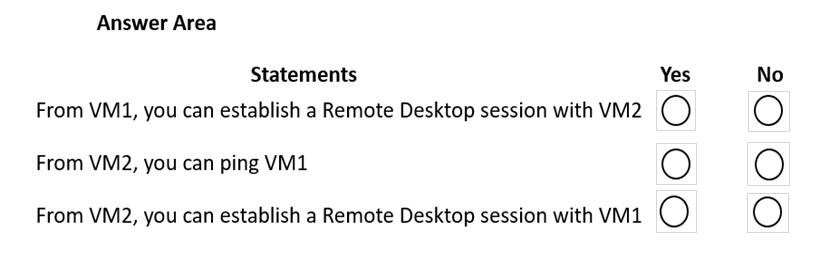 Answer Area
Statements Yes No
From VM1, you can establish a Remote Desktop session with VM2
From VM2, you can ping VM1
From VM2, you can establish a Remote Desktop session with VM1